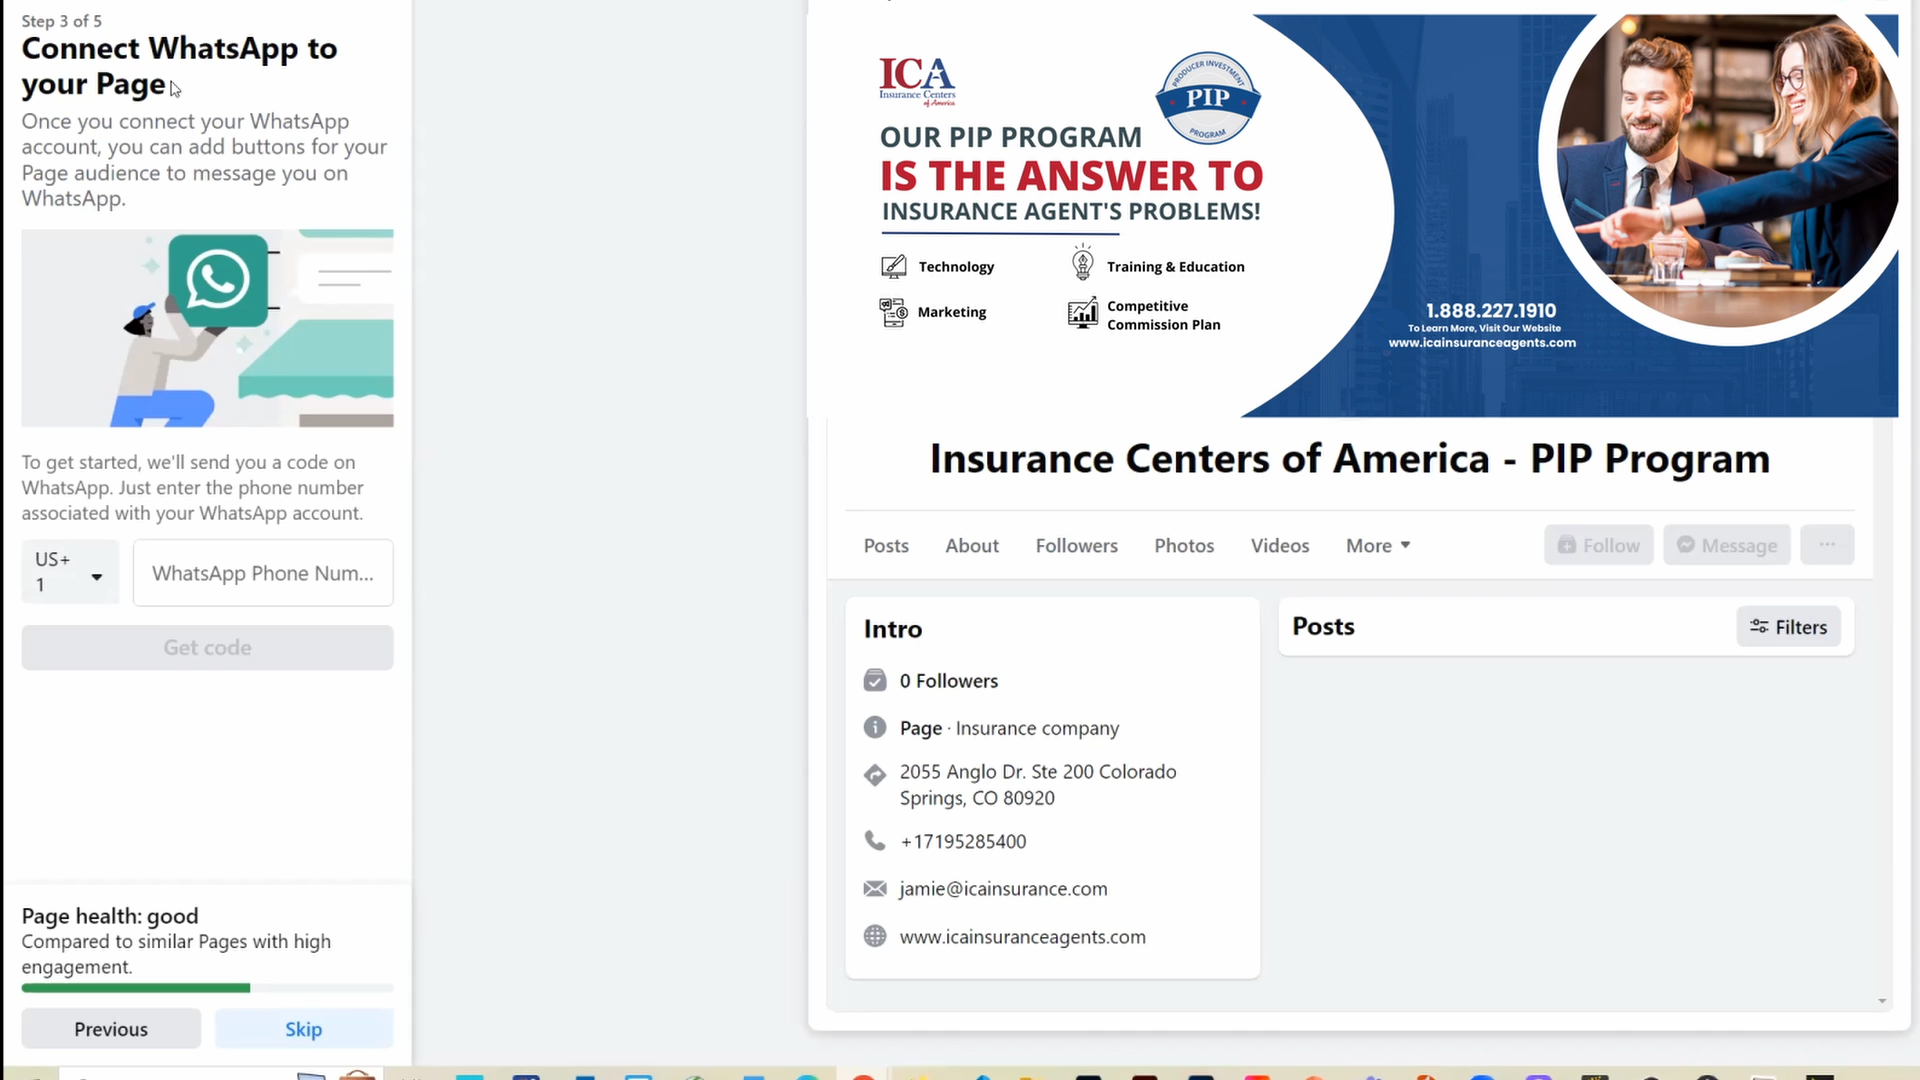 Step 3 of 5
Connect WhatsApp to
your Page
Once you connect your WhatsApp
account, you can add buttons for your
Page audience to message you on
WhatsApp.
To get started, we'll send you a code on
WhatsApp. Just enter the phone number
associated with your WhatsApp account.
US+
1
WhatsApp Phone Num...
Get code
Page health: good
Compared to similar Pages with high
engagement.
Previous
Skip
ICA
Insurance Centers
of America
PRODUCER INVESTMENT
PIP
PROGRAM
OUR PIP PROGRAM
IS THE ANSWER TO
INSURANCE AGENT'S PROBLEMS!
Technology
Training & Education
Marketing
Competitive
Commission Plan
1.888.227.1910
To Learn More, Visit Our Website
www.icainsuranceagents.com
Insurance Centers of America - PIP Program
Posts
About
Followers
Photos
Videos
More
Follow
Message
...
Intro
0 Followers
Page · Insurance company
2055 Anglo Dr. Ste 200 Colorado
Springs, CO 80920
+17195285400
jamie@icainsurance.com
www.icainsuranceagents.com
Posts
Filters